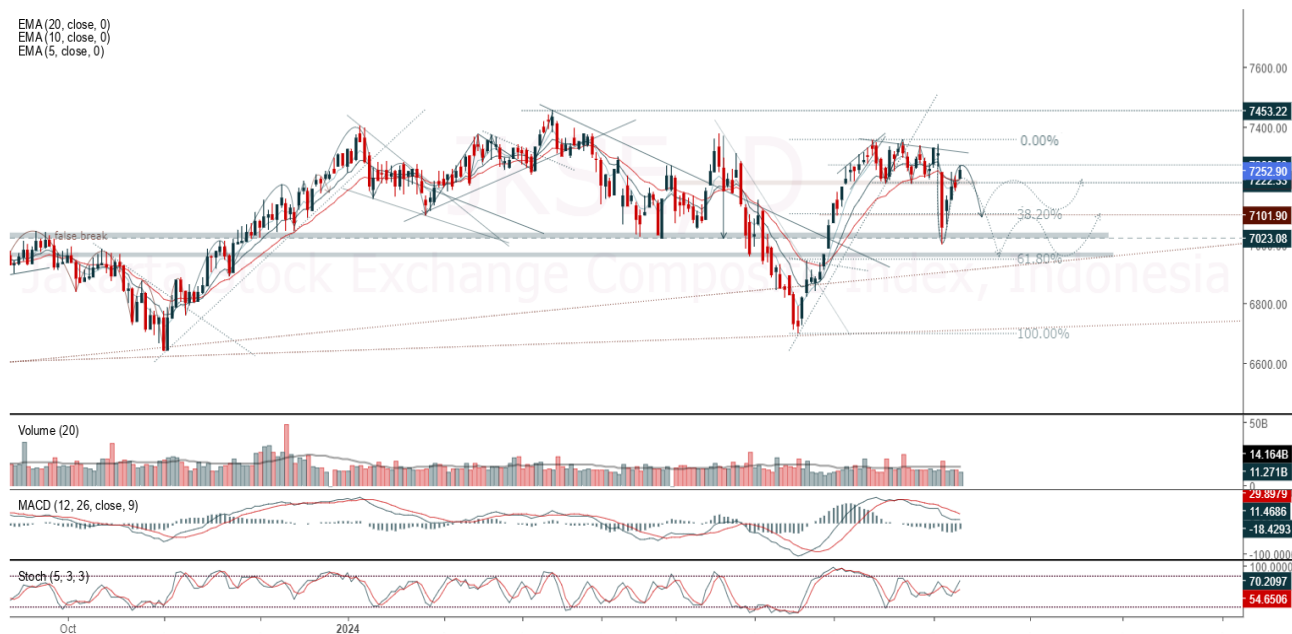 EMA (20, close, 0)
EMA (10, close, 0)
EMA (5, close, 0)
7600.00
7453.22
7400.00
0.00%
7252.90
7222.33
38.20%
7101.90
false break
7023.08
61.80%
Jakarta Stock Exchange Composite Index, Indonesia
6800.00
100.00%
6600.00
Volume (20)
50B
14.164B
11.271B
0
MACD (12, 26, close, 9)
29.8979
11.4686
-18.4293
-100.0000
Stoch (5, 3, 3)
100.0000
70.2097
54.6506
Oct
2024